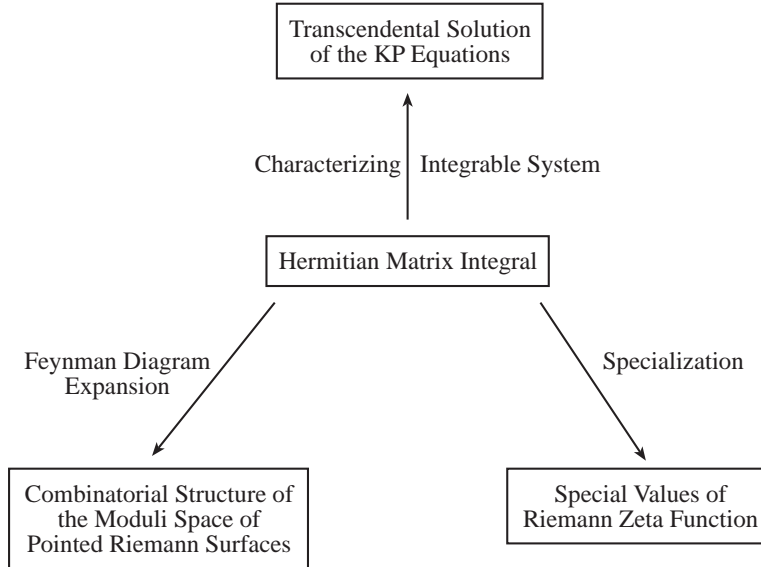 Transcendental Solution
of the KP Equations
Characterizing Integrable System
Hermitian Matrix Integral
Feynman Diagram
Expansion
Specialization
Combinatorial Structure of
the Moduli Space of
Pointed Riemann Surfaces
Special Values of
Riemann Zeta Function